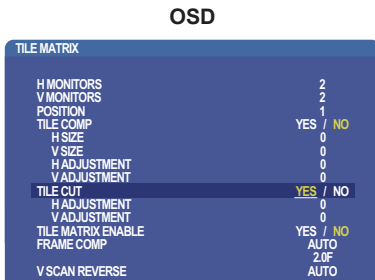 OSD
TILE MATRIX
H MONITORS 2
V MONITORS 2
POSITION 1
TILE COMP YES / NO
H SIZE 0
V SIZE 0
H ADJUSTMENT 0
V ADJUSTMENT 0
TILE CUT YES / NO
H ADJUSTMENT 0
V ADJUSTMENT 0
TILE MATRIX ENABLE YES / NO
FRAME COMP AUTO
2.0F
V SCAN REVERSE AUTO